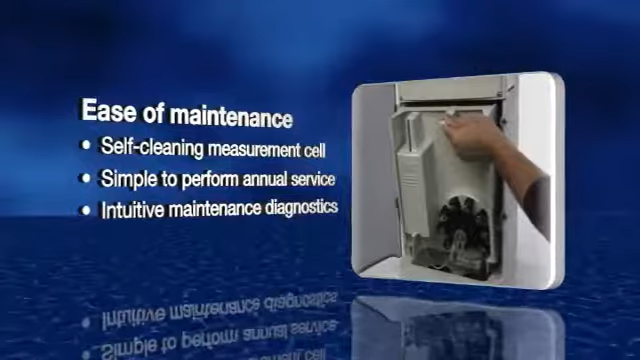 Ease of maintenance
• Self-cleaning measurement cell
• Simple to perform annual service
• Intuitive maintenance diagnostics